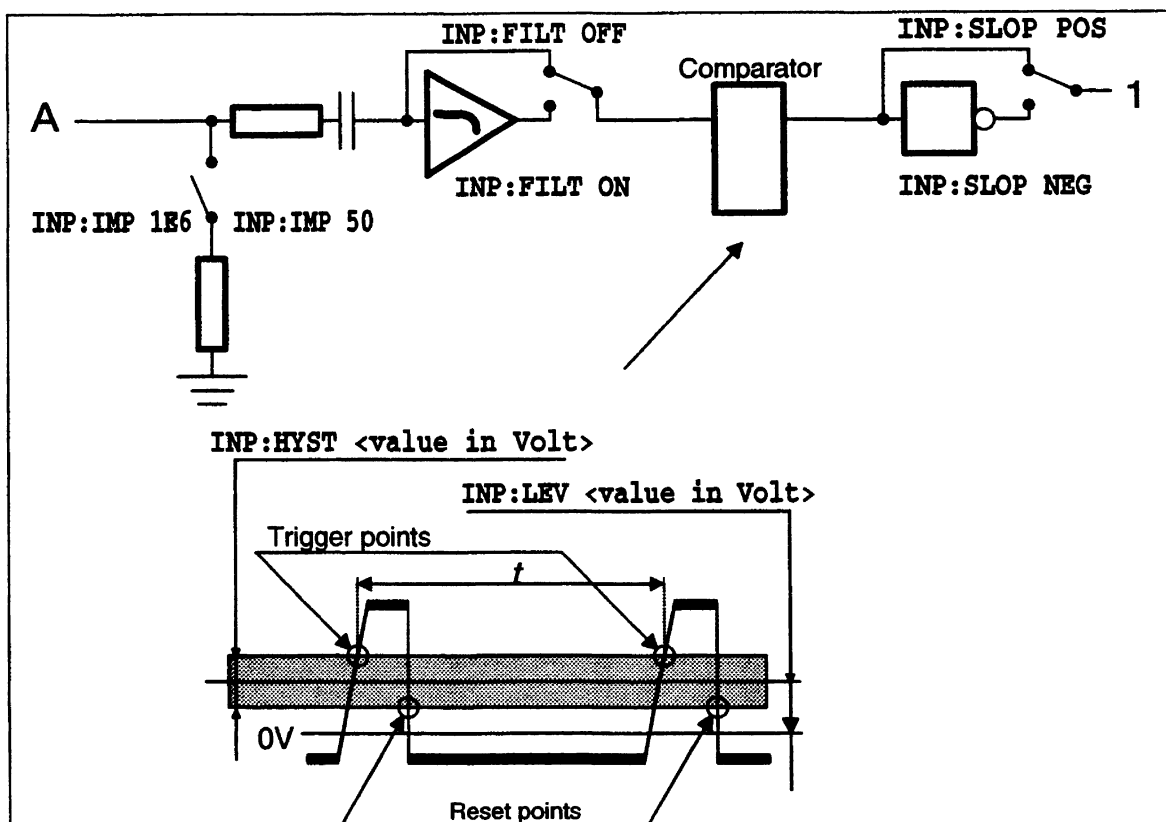 INP:FILT OFF
INP:SLOP POS
Comparator
A
1
INP:FILT ON
INP:SLOP NEG
INP:IMP 1E6
INP:IMP 50
INP:HYST <value in Volt>
INP:LEV <value in Volt>
Trigger points
t
0V
Reset points